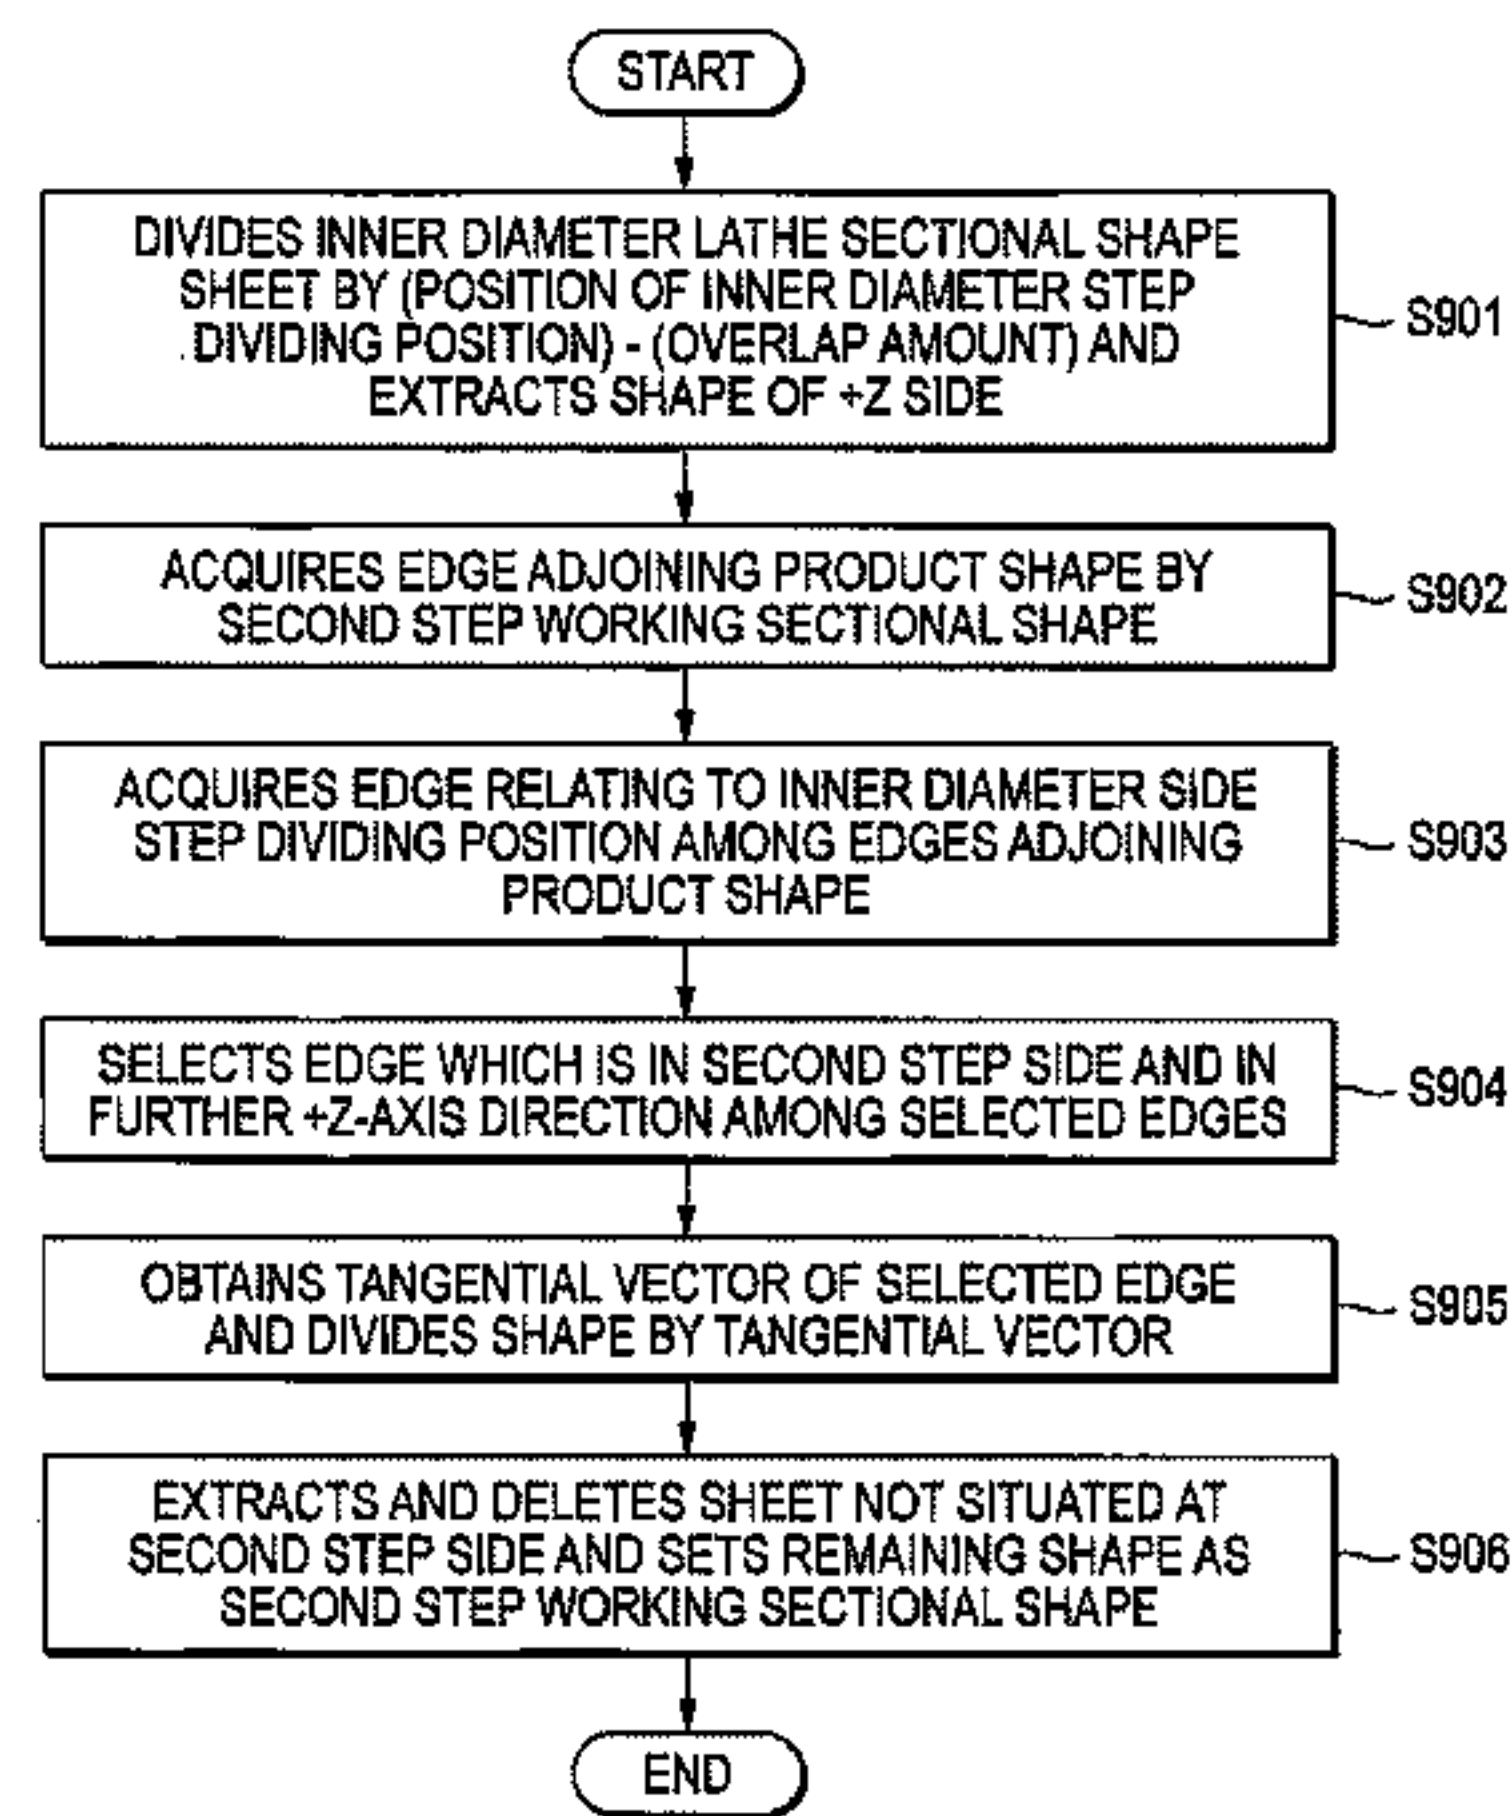 START
DIVIDES INNER DIAMETER LATHE SECTIONAL SHAPE
SHEET BY (POSITION OF INNER DIAMETER STEP
DIVIDING POSITION) - (OVERLAP AMOUNT) AND
EXTRACTS SHAPE OF +Z SIDE
S901
ACQUIRES EDGE ADJOINING PRODUCT SHAPE BY
SECOND STEP WORKING SECTIONAL SHAPE
S902
ACQUIRES EDGE RELATING TO INNER DIAMETER SIDE
STEP DIVIDING POSITION AMONG EDGES ADJOINING
PRODUCT SHAPE
S903
SELECTS EDGE WHICH IS IN SECOND STEP SIDE AND IN
FURTHER +Z-AXIS DIRECTION AMONG SELECTED EDGES
S904
OBTAINS TANGENTIAL VECTOR OF SELECTED EDGE
AND DIVIDES SHAPE BY TANGENTIAL VECTOR
S905
EXTRACTS AND DELETES SHEET NOT SITUATED AT
SECOND STEP SIDE AND SETS REMAINING SHAPE AS
SECOND STEP WORKING SECTIONAL SHAPE
S906
END